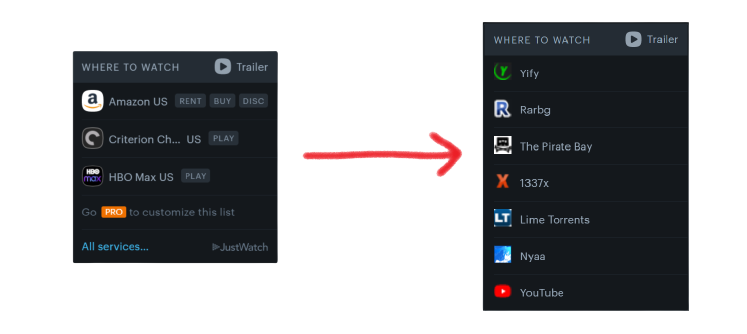 WHERE TO WATCH Trailer
a Amazon US RENT BUY DISC
Criterion Ch... US PLAY
HBO max HBO Max US PLAY
Go PRO to customize this list
All services... JustWatch
WHERE TO WATCH Trailer
Y Yify
R Rarbg
The Pirate Bay
X 1337x
LT Lime Torrents
Nyaa
YouTube